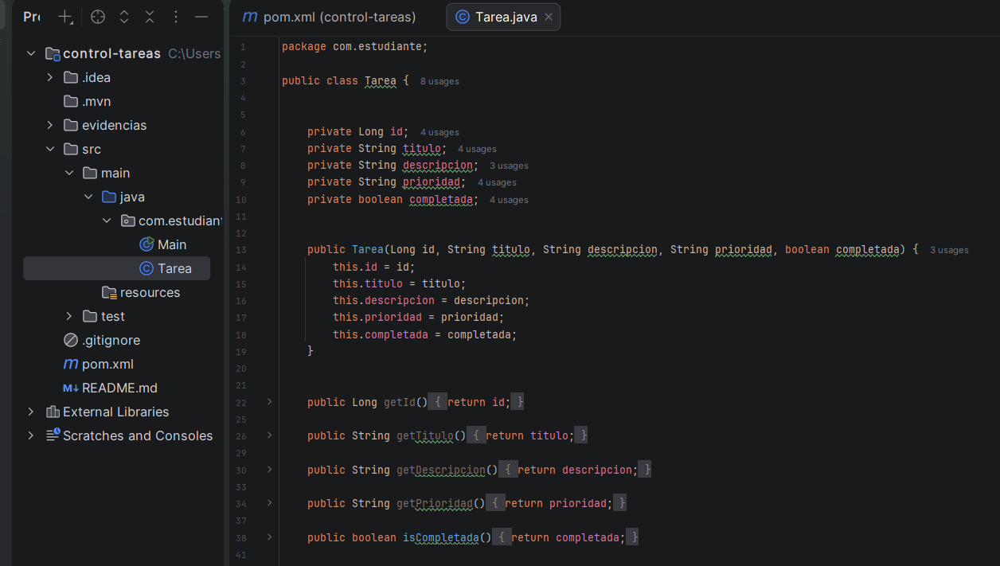 Pr
control-tareas C:\Users
.idea
.mvn
evidencias
src
main
java
com.estudiant
Main
Tarea
resources
test
.gitignore
m pom.xml
M↓ README.md
External Libraries
Scratches and Consoles
m pom.xml (control-tareas)
C Tarea.java ×
1 package com.estudiante;
2
3 public class Tarea { 8 usages
4
5
6 private Long id; 4 usages
7 private String titulo; 4 usages
8 private String descripcion; 3 usages
9 private String prioridad; 4 usages
10 private boolean completada; 4 usages
11
12
13 public Tarea(Long id, String titulo, String descripcion, String prioridad, boolean completada) { 3 usages
14 this.id = id;
15 this.titulo = titulo;
16 this.descripcion = descripcion;
17 this.prioridad = prioridad;
18 this.completada = completada;
19 }
20
21
22 public Long getId() { return id; }
25
26 public String getTitulo() { return titulo; }
29
30 public String getDescripcion() { return descripcion; }
33
34 public String getPrioridad() { return prioridad; }
37
38 public boolean isCompletada() { return completada; }
41